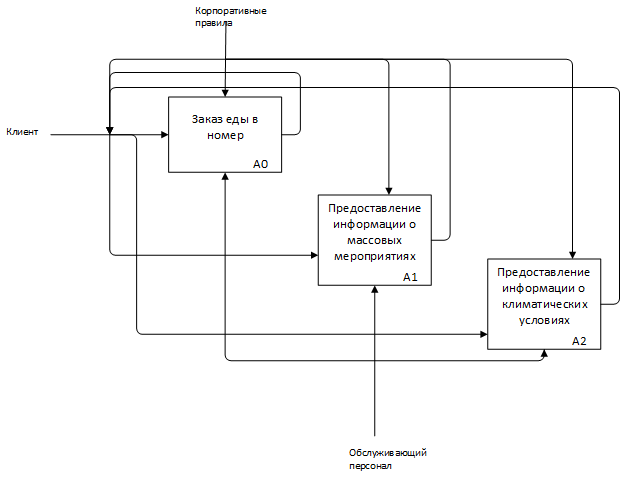 Корпоративные
правила
Клиент
Заказ еды в
номер
A0
Предоставление
информации о
массовых
мероприятиях
A1
Предоставление
информации о
климатических
условиях
A2
Обслуживающий
персонал